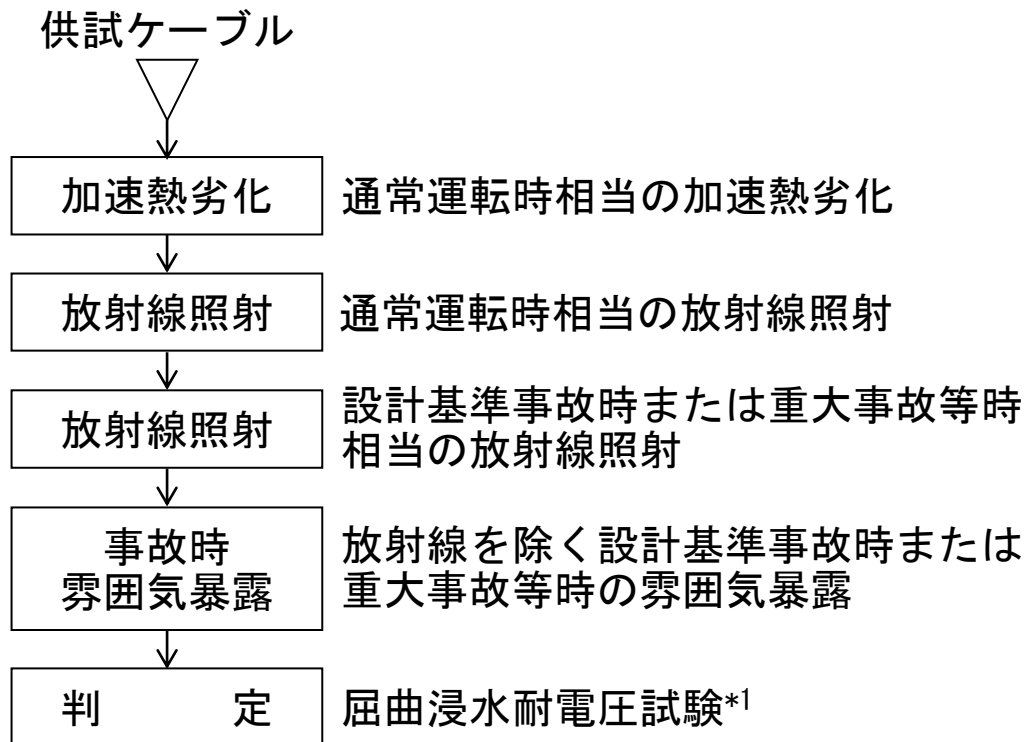 供試ケーブル
加速熱劣化 通常運転時相当の加速熱劣化
放射線照射 通常運転時相当の放射線照射
放射線照射
設計基準事故時または重大事故等時
相当の放射線照射
事故時
雰囲気暴露
放射線を除く設計基準事故時または
重大事故等時の雰囲気暴露
判 定 屈曲浸水耐電圧試験*1